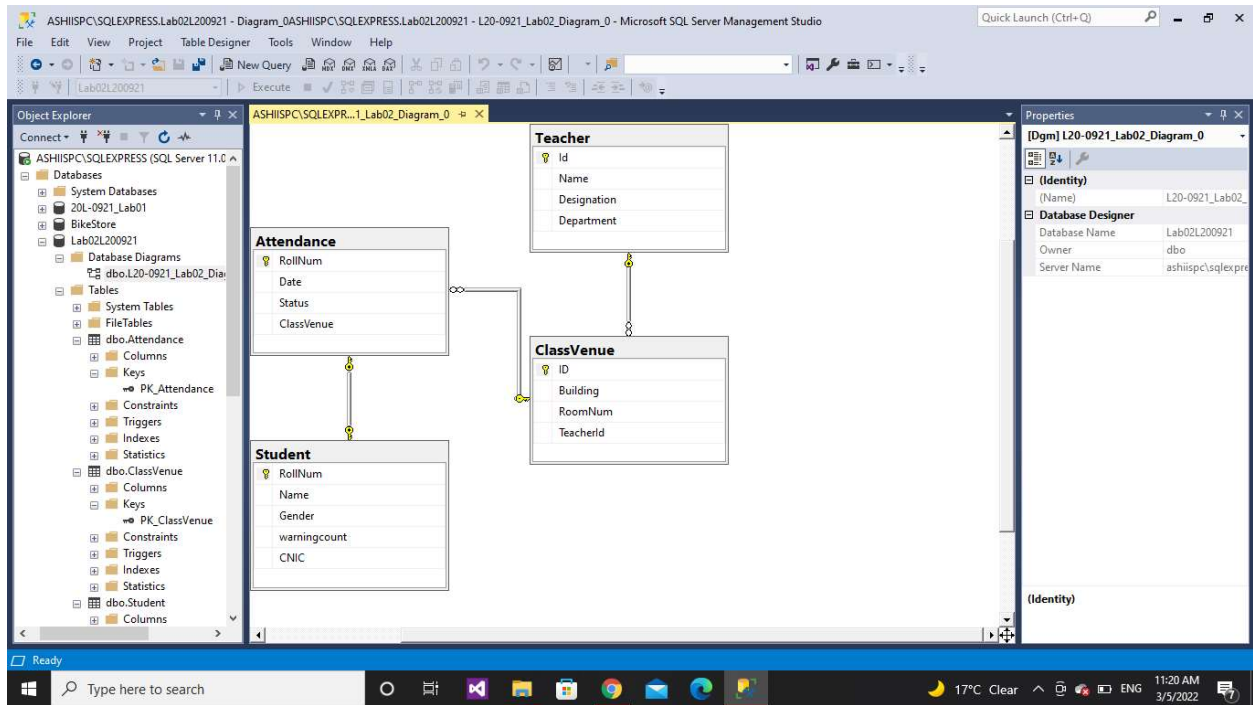 ASHIISPC\SQLEXPRESS.Lab02L200921 - Diagram_0ASHIISPC\SQLEXPRESS.Lab02L200921 - L20-0921_Lab02_Diagram_0 - Microsoft SQL Server Management Studio
Quick Launch (Ctrl+Q)
File Edit View Project Table Designer Tools Window Help
New Query
Lab02L200921
Execute
Object Explorer
Connect
ASHIISPC\SQLEXPRESS (SQL Server 11.0
Databases
System Databases
20L-0921_Lab01
BikeStore
Lab02L200921
Database Diagrams
dbo.L20-0921_Lab02_Dia
Tables
System Tables
FileTables
dbo.Attendance
Columns
Keys
PK_Attendance
Constraints
Triggers
Indexes
Statistics
dbo.ClassVenue
Columns
Keys
PK_ClassVenue
Constraints
Triggers
Indexes
Statistics
dbo.Student
Columns
ASHIISPC\SQLEXPR...1_Lab02_Diagram_0
Teacher
Id
Name
Designation
Department
Attendance
RollNum
Date
Status
ClassVenue
ClassVenue
ID
Building
RoomNum
TeacherId
Student
RollNum
Name
Gender
warningcount
CNIC
Properties
[Dgm] L20-0921_Lab02_Diagram_0
(Identity)
(Name) L20-0921_Lab02_
Database Designer
Database Name Lab02L200921
Owner dbo
Server Name ashiispc\sqlexpre
(Identity)
Ready
Type here to search
17°C Clear
ENG
11:20 AM
3/5/2022